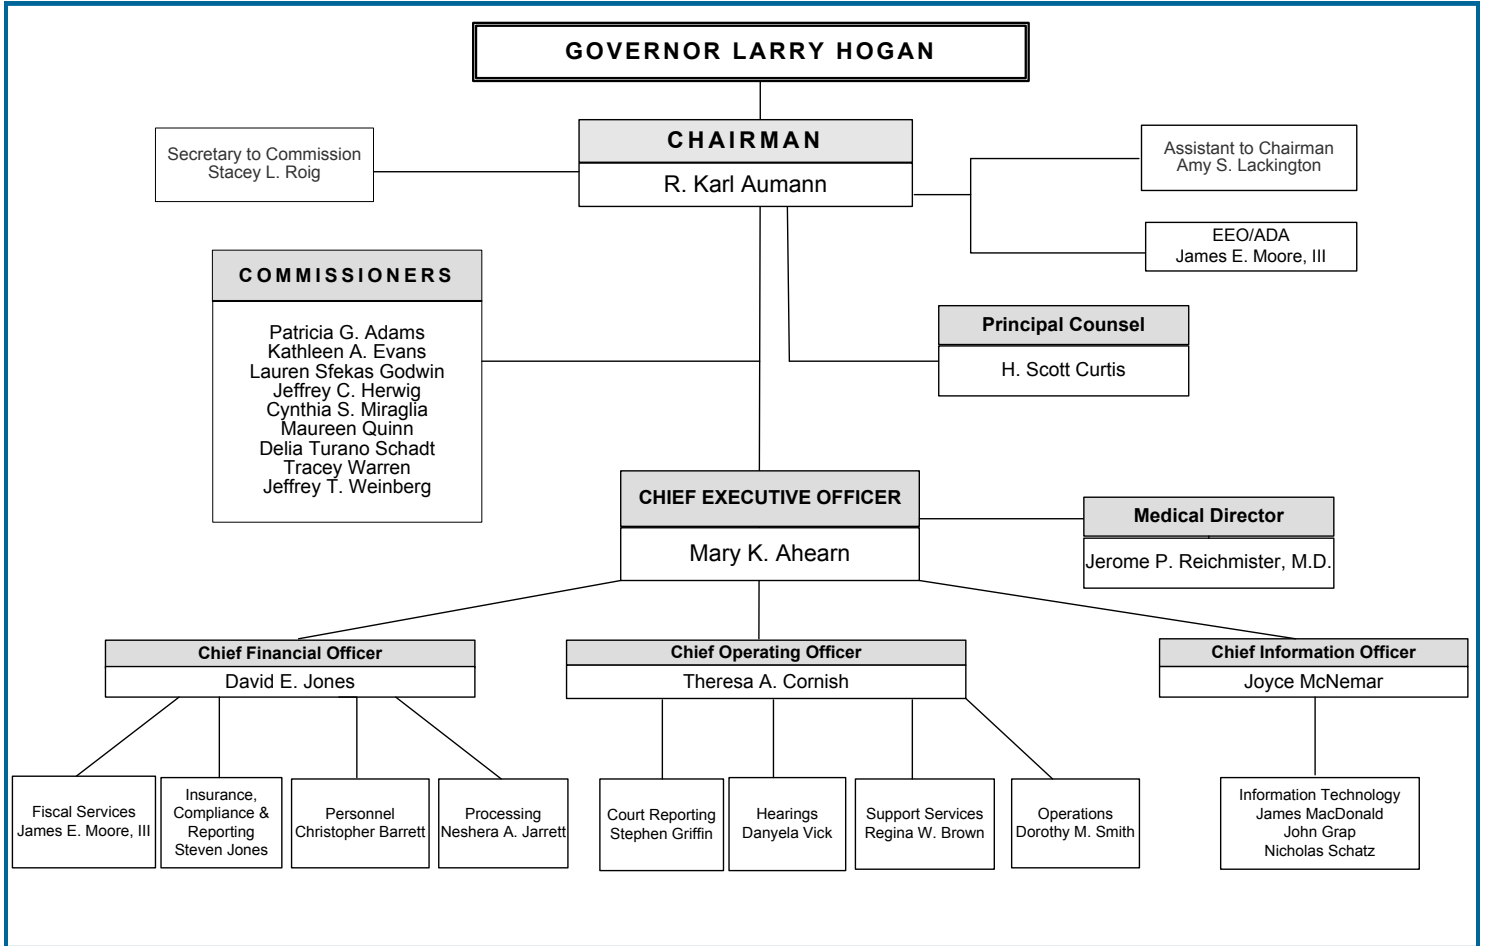 GOVERNOR LARRY HOGAN
CHAIRMAN
R. Karl Aumann
Secretary to Commission
Stacey L. Roig
Assistant to Chairman
Amy S. Lackington
EEO/ADA
James E. Moore, III
COMMISSIONERS
Patricia G. Adams
Kathleen A. Evans
Lauren Sfekas Godwin
Jeffrey C. Herwig
Cynthia S. Miraglia
Maureen Quinn
Delia Turano Schadt
Tracey Warren
Jeffrey T. Weinberg
Principal Counsel
H. Scott Curtis
CHIEF EXECUTIVE OFFICER
Mary K. Ahearn
Medical Director
Jerome P. Reichmister, M.D.
Chief Financial Officer
David E. Jones
Chief Operating Officer
Theresa A. Cornish
Chief Information Officer
Joyce McNemar
Fiscal Services
James E. Moore, III
Insurance,
Compliance &
Reporting
Steven Jones
Personnel
Christopher Barrett
Processing
Neshera A. Jarrett
Court Reporting
Stephen Griffin
Hearings
Danyela Vick
Support Services
Regina W. Brown
Operations
Dorothy M. Smith
Information Technology
James MacDonald
John Grap
Nicholas Schatz